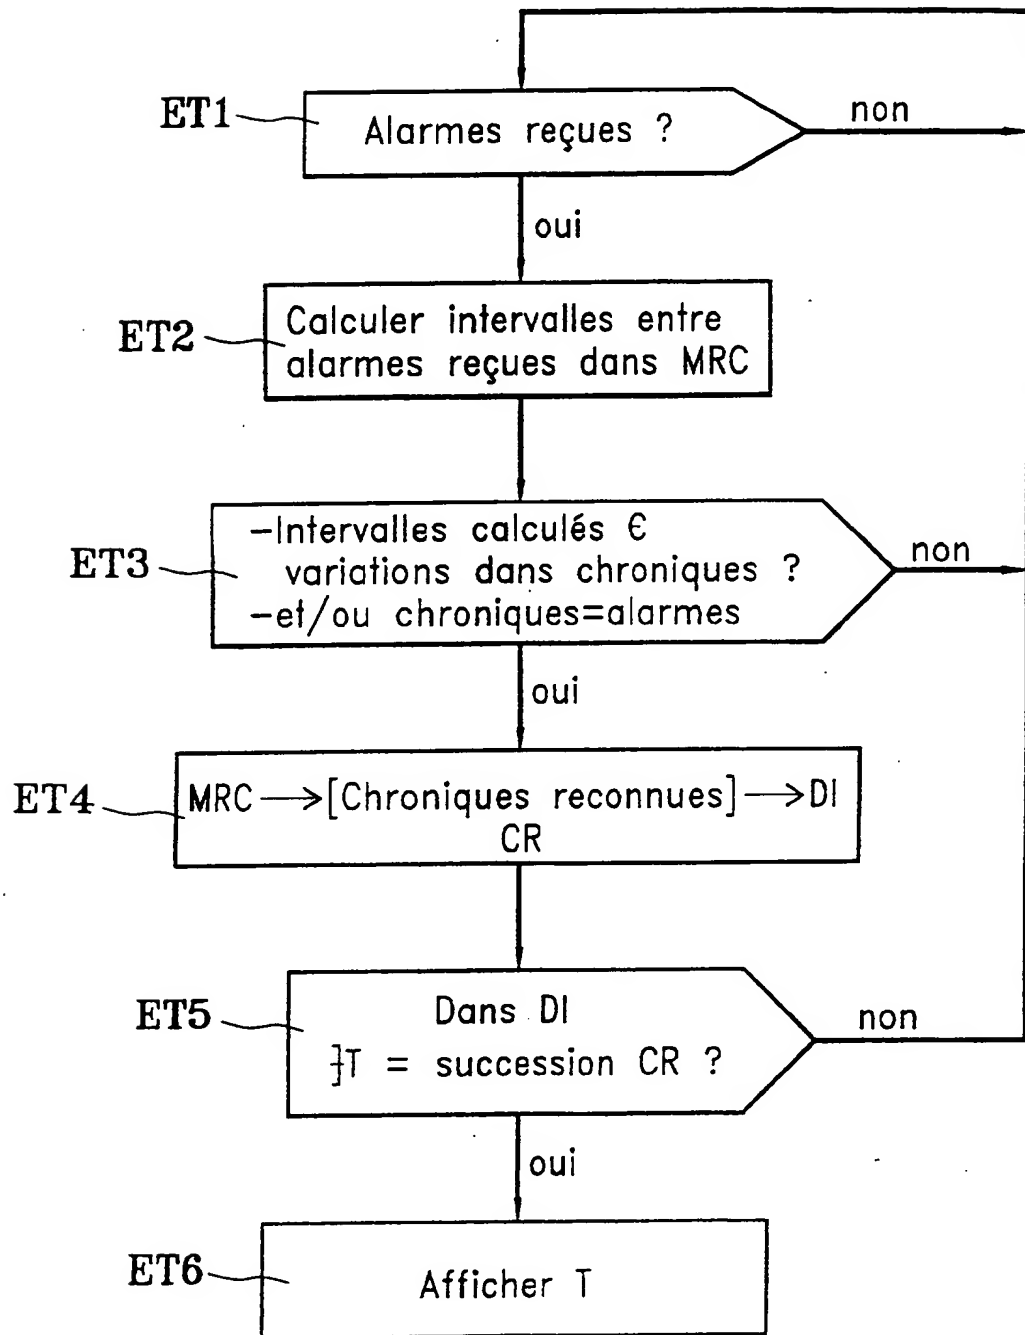 ET1
Alarmes reçues ?
non
oui
ET2
Calculer intervalles entre
alarmes reçues dans MRC
ET3
-Intervalles calculés €
variations dans chroniques ?
-et/ou chroniques=alarmes
non
oui
ET4
MRC →[Chroniques reconnues]→ DI
CR
ET5
Dans DI
∃T = succession CR ?
non
oui
ET6
Afficher T